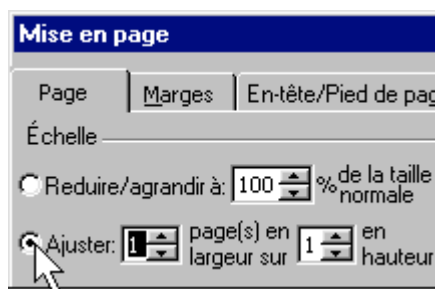 Mise en page
Page Marges En-tête/Pied de pag
Échelle
Reduire/agrandir à: 100 % de la taille normale
Ajuster: 1 page(s) en largeur sur 1 en hauteur